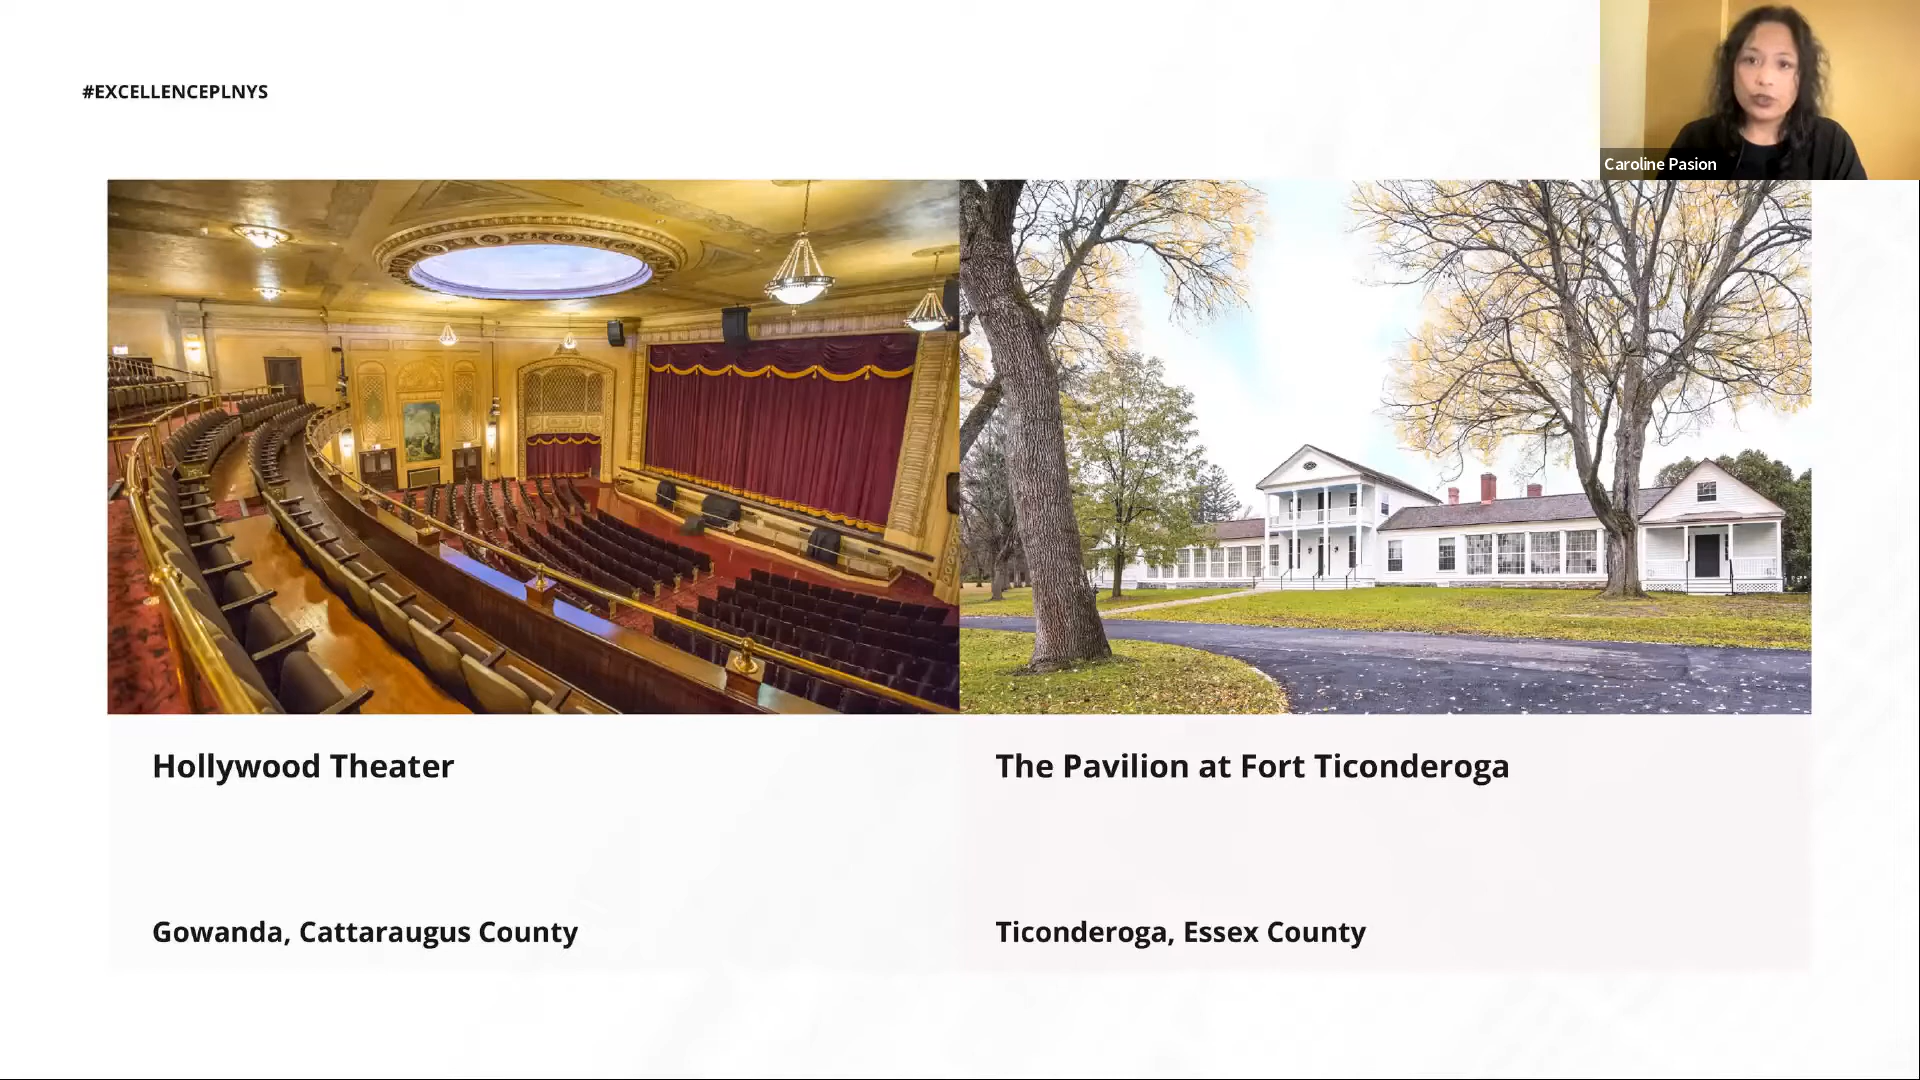 #EXCELLENCEPLNYS
Caroline Pasion
Hollywood Theater
The Pavilion at Fort Ticonderoga
Gowanda, Cattaraugus County
Ticonderoga, Essex County